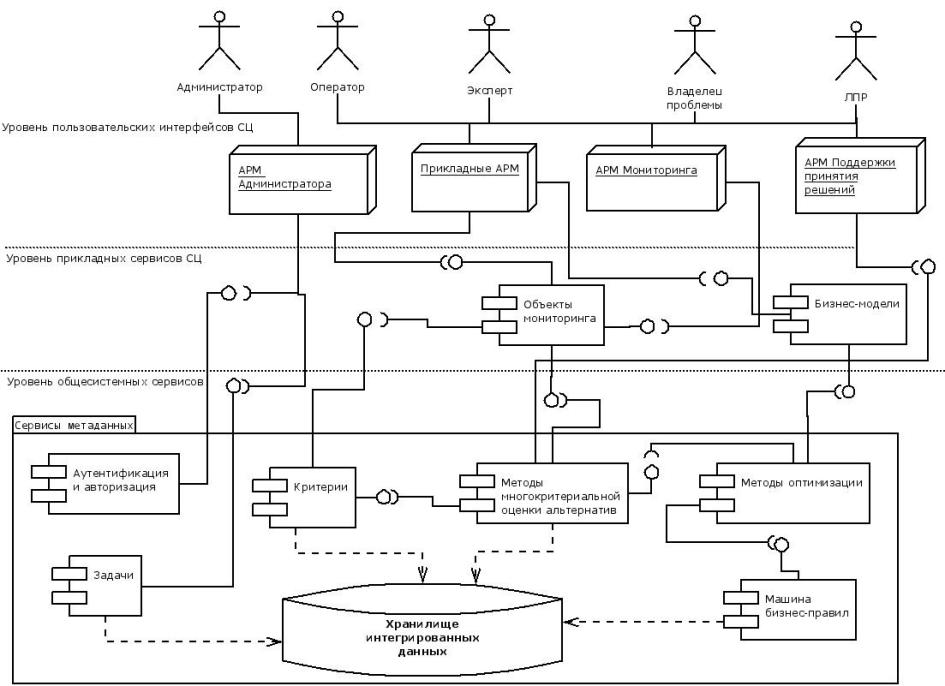 Администратор
Оператор
Эксперт
Владелец
проблемы
ЛПР
Уровень пользовательских интерфейсов СЦ
АРМ
Администратора
Прикладные АРМ
АРМ Мониторинга
АРМ Поддержки
принятия
решений
Уровень прикладных сервисов СЦ
Объекты
мониторинга
Бизнес-модели
Уровень общесистемных сервисов
Сервисы метаданных
Аутентификация
и авторизация
Критерии
Методы
многокритериальной
оценки альтернатив
Методы оптимизации
Задачи
Машина
бизнес-правил
Хранилище
интегрированных
данных